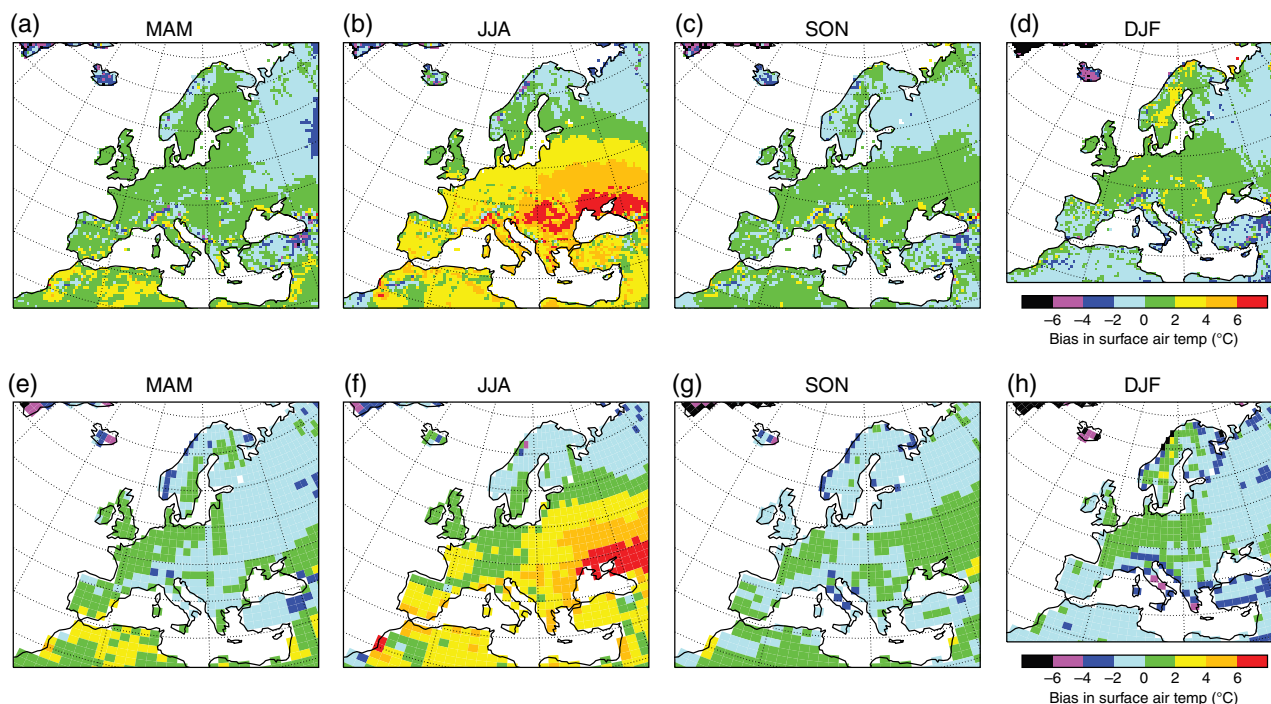 (a) MAM
(b) JJA
(c) SON
(d) DJF
–6 –4 –2 0 2 4 6
Bias in surface air temp (°C)
(e) MAM
(f) JJA
(g) SON
(h) DJF
–6 –4 –2 0 2 4 6
Bias in surface air temp (°C)